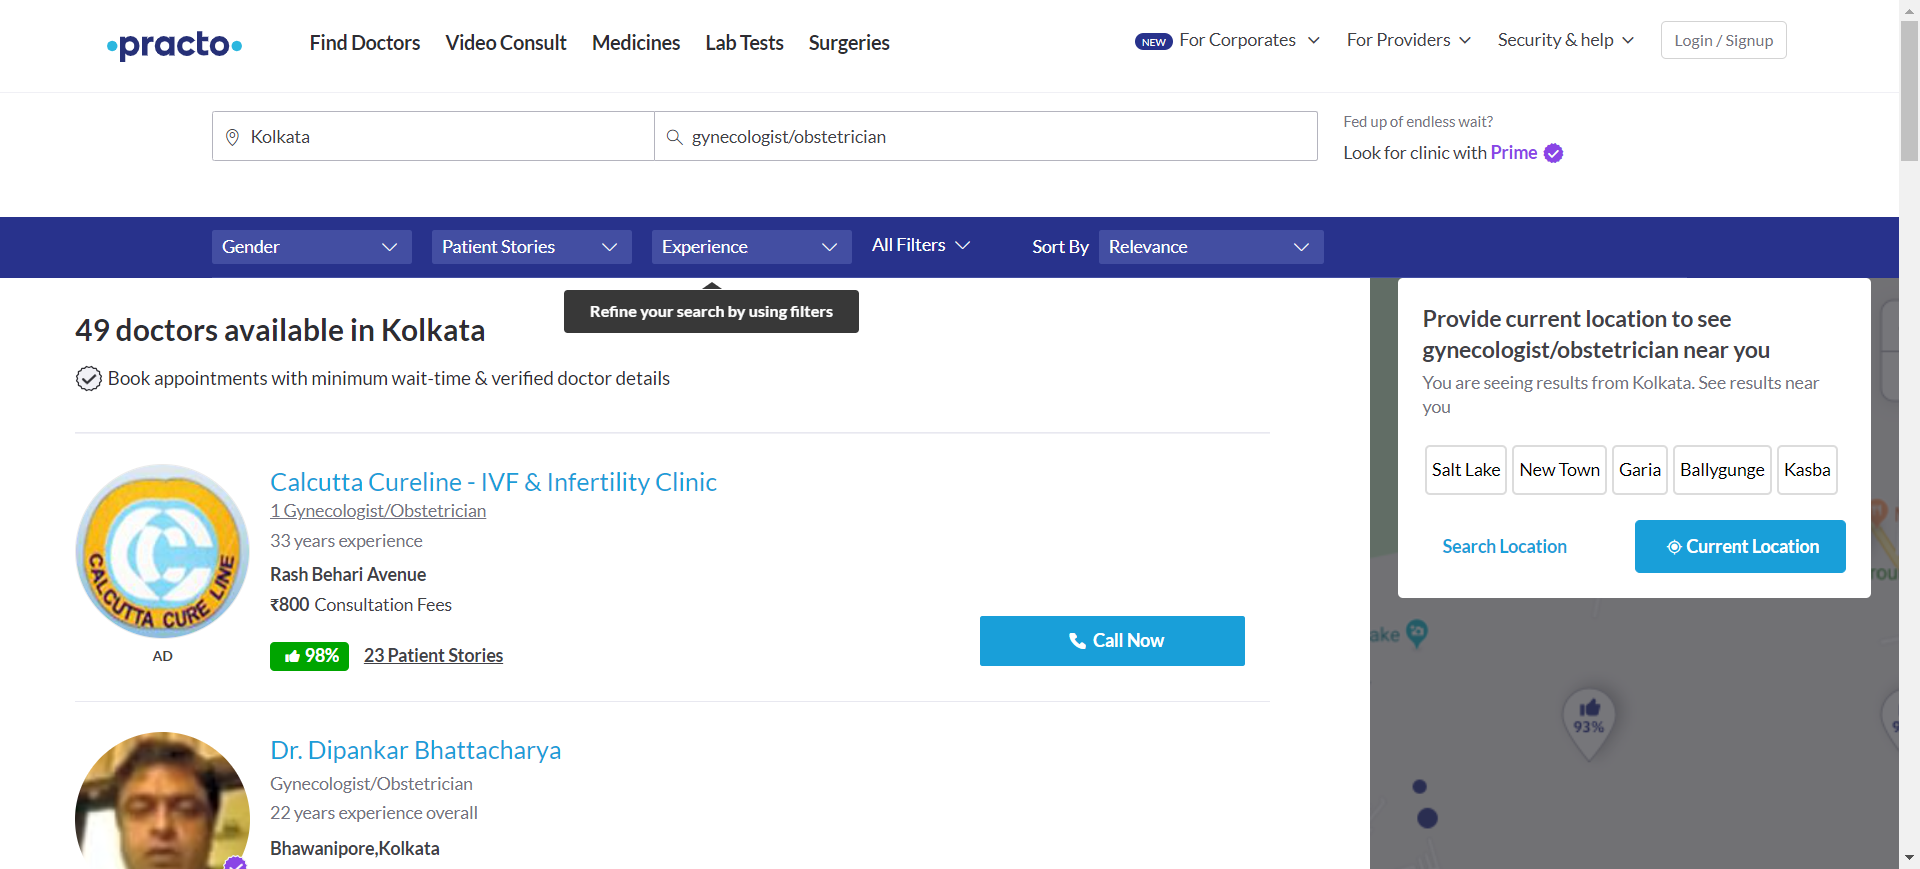 practo
Find Doctors
Video Consult
Medicines
Lab Tests
Surgeries
NEW For Corporates
For Providers
Security & help
Login / Signup
Kolkata
gynecologist/obstetrician
Fed up of endless wait?
Look for clinic with Prime
Gender
Patient Stories
Experience
All Filters
Sort By
Relevance
Refine your search by using filters
49 doctors available in Kolkata
Book appointments with minimum wait-time & verified doctor details
CALCUTTA CURE LINE
AD
Calcutta Cureline - IVF & Infertility Clinic
1 Gynecologist/Obstetrician
33 years experience
Rash Behari Avenue
₹800 Consultation Fees
98%
23 Patient Stories
Call Now
Dr. Dipankar Bhattacharya
Gynecologist/Obstetrician
22 years experience overall
Bhawanipore,Kolkata
Provide current location to see
gynecologist/obstetrician near you
You are seeing results from Kolkata. See results near
you
Salt Lake
New Town
Garia
Ballygunge
Kasba
Search Location
Current Location
93%